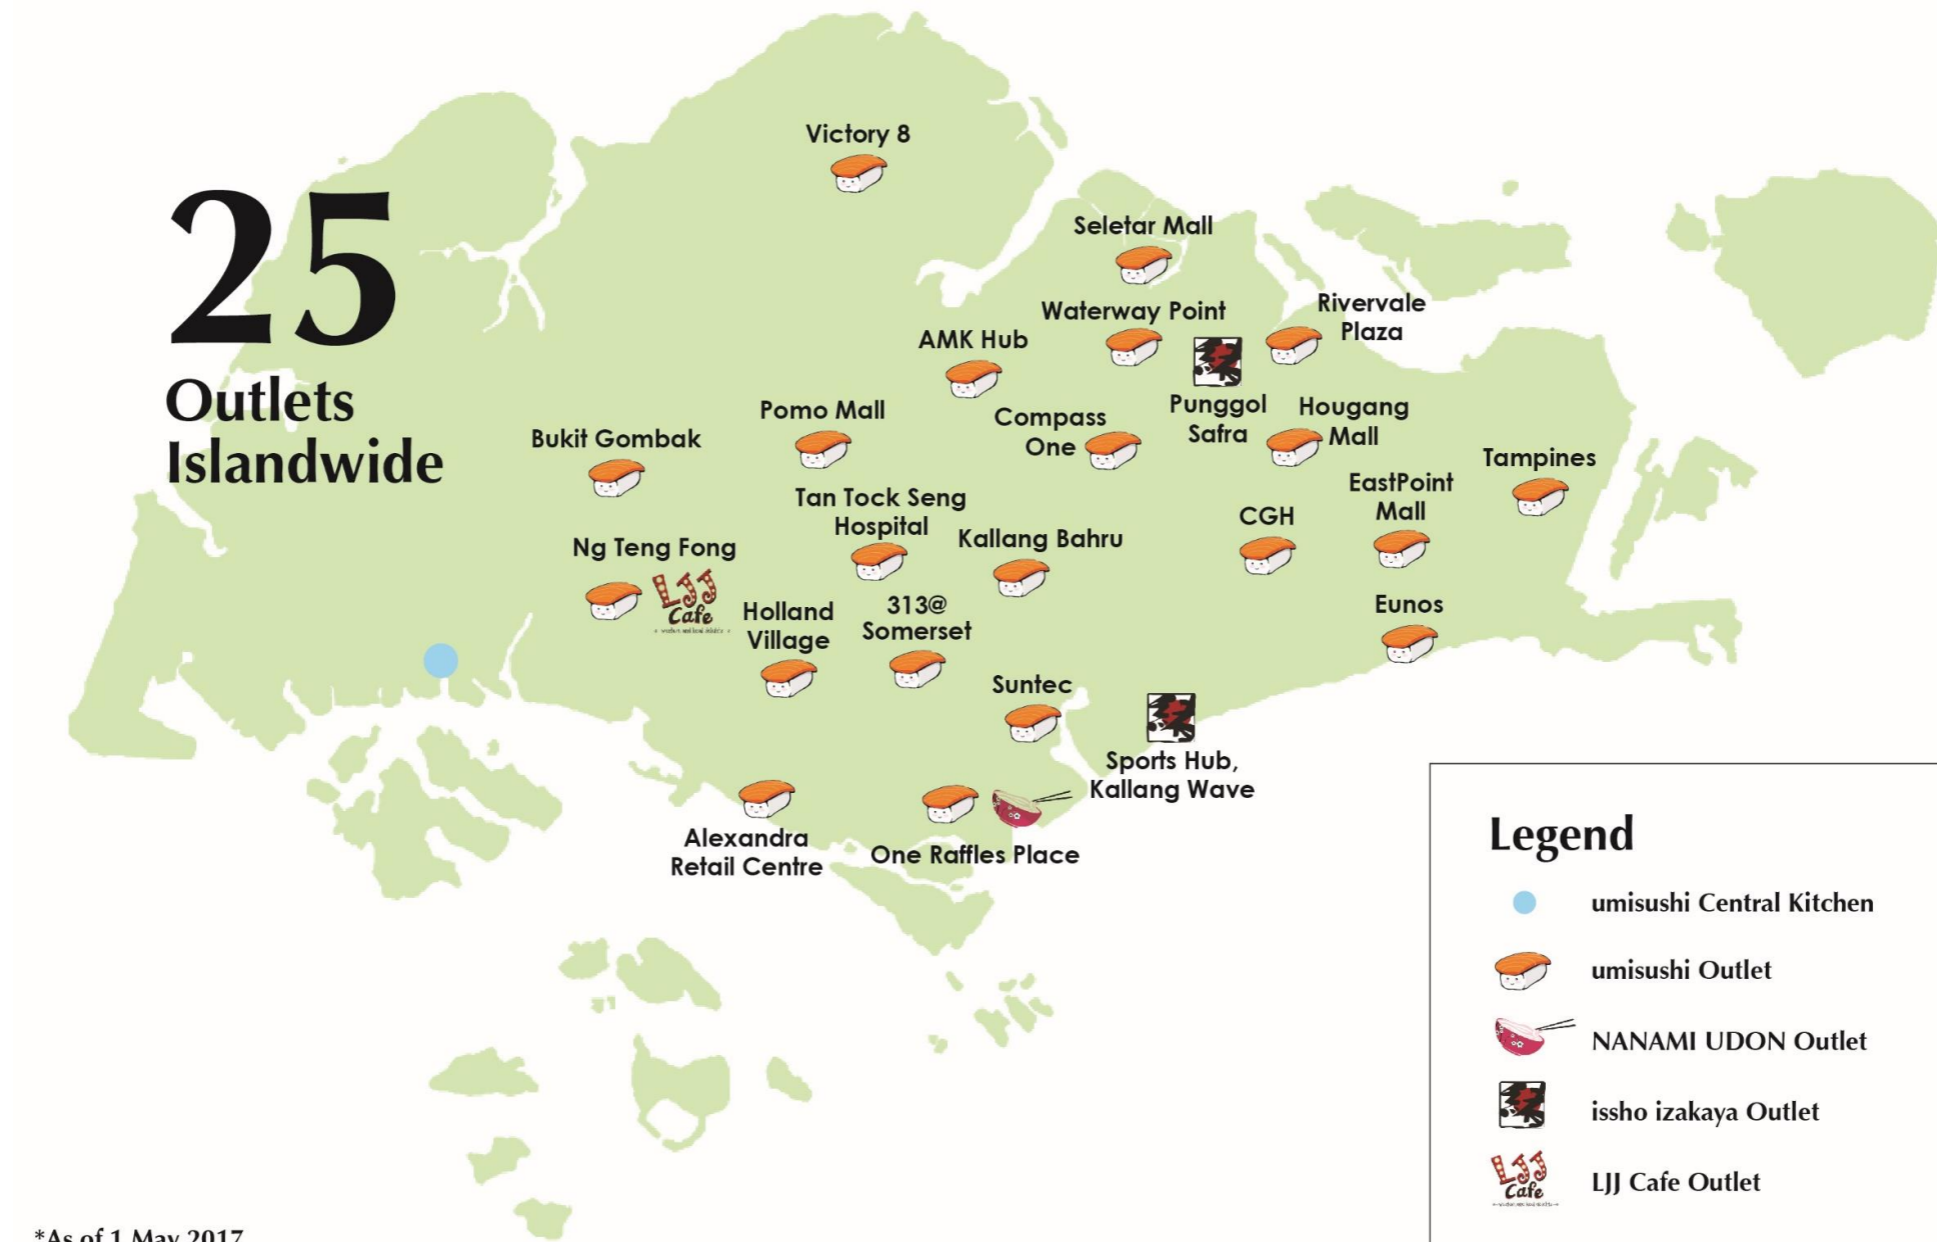 25
Outlets
Islandwide
Victory 8
Seletar Mall
Waterway Point
Rivervale
Plaza
AMK Hub
Punggol
Safra
Hougang
Mall
Compass
One
Pomo Mall
Bukit Gombak
Tampines
EastPoint
Mall
CGH
Tan Tock Seng
Hospital
Kallang Bahru
Ng Teng Fong
LJJ
Cafe
Holland
Village
313@
Somerset
Eunos
Suntec
Sports Hub,
Kallang Wave
Alexandra
Retail Centre
One Raffles Place
Legend
umisushi Central Kitchen
umisushi Outlet
NANAMI UDON Outlet
issho izakaya Outlet
LJJ
Cafe
LJJ Cafe Outlet
*As of 1 May 2017